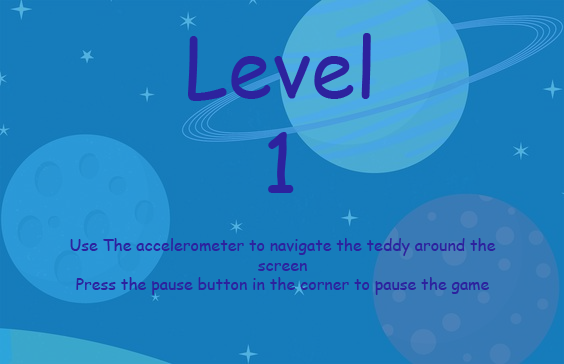 Level
1
Use The accelerometer to navigate the teddy around the
screen
Press the pause button in the corner to pause the game